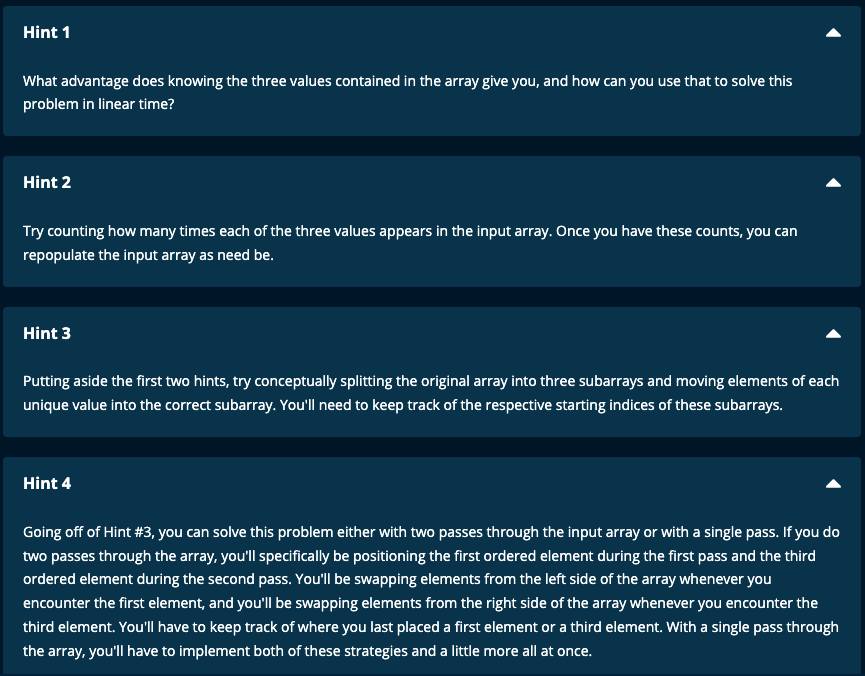 Hint 1
What advantage does knowing the three values contained in the array give you, and how can you use that to solve this
problem in linear time?
Hint 2
Try counting how many times each of the three values appears in the input array. Once you have these counts, you can
repopulate the input array as need be.
Hint 3
Putting aside the first two hints, try conceptually splitting the original array into three subarrays and moving elements of each
unique value into the correct subarray. You'll need to keep track of the respective starting indices of these subarrays.
Hint 4
Going off of Hint #3, you can solve this problem either with two passes through the input array or with a single pass. If you do
two passes through the array, you'll specifically be positioning the first ordered element during the first pass and the third
ordered element during the second pass. You'll be swapping elements from the left side of the array whenever you
encounter the first element, and you'll be swapping elements from the right side of the array whenever you encounter the
third element. You'll have to keep track of where you last placed a first element or a third element. With a single pass through
the array, you'll have to implement both of these strategies and a little more all at once.